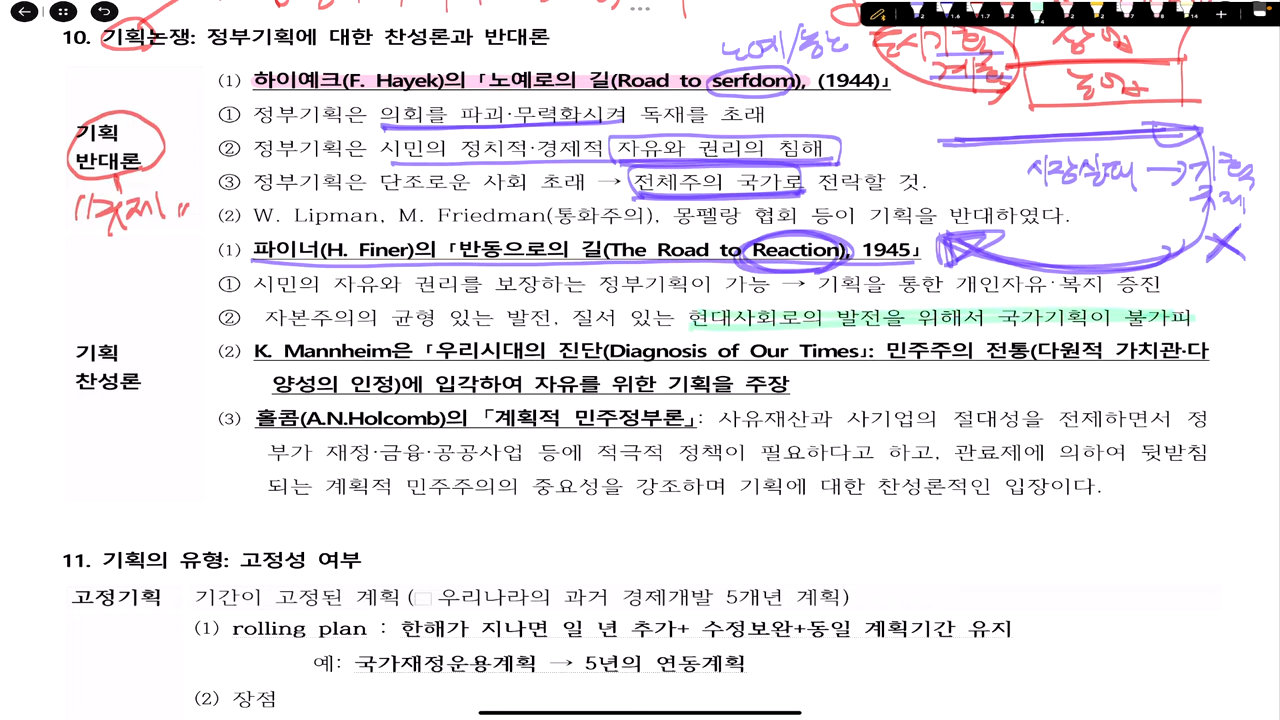 10. 기획논쟁: 정부기획에 대한 찬성론과 반대론
노예/농노
상업
농업
기획
반대론
"규제"
(1) 하이예크(F. Hayek)의 「노예로의 길(Road to serfdom), (1944)」
① 정부기획은 의회를 파괴·무력화시켜 독재를 초래
② 정부기획은 시민의 정치적·경제적 자유와 권리의 침해
③ 정부기획은 단조로운 사회 초래 → 전체주의 국가로 전락할 것.
(2) W. Lipman, M. Friedman(통화주의), 몽펠랑 협회 등이 기획을 반대하였다.
시장실패 → 기획
규제
X
기획
찬성론
(1) 파이너(H. Finer)의 「반동으로의 길(The Road to Reaction), 1945」
① 시민의 자유와 권리를 보장하는 정부기획이 가능 → 기획을 통한 개인자유·복지 증진
② 자본주의의 균형 있는 발전, 질서 있는 현대사회로의 발전을 위해서 국가기획이 불가피
(2) K. Mannheim은 「우리시대의 진단(Diagnosis of Our Times」: 민주주의 전통(다원적 가치관·다
양성의 인정)에 입각하여 자유를 위한 기획을 주장
(3) 홀콤(A.N.Holcomb)의 「계획적 민주정부론」: 사유재산과 사기업의 절대성을 전제하면서 정
부가 재정·금융·공공사업 등에 적극적 정책이 필요하다고 하고, 관료제에 의하여 뒷받침
되는 계획적 민주주의의 중요성을 강조하며 기획에 대한 찬성론적인 입장이다.
11. 기획의 유형: 고정성 여부
고정기획
기간이 고정된 계획(□ 우리나라의 과거 경제개발 5개년 계획)
(1) rolling plan : 한해가 지나면 일 년 추가+ 수정보완+동일 계획기간 유지
예: 국가재정운용계획 → 5년의 연동계획
(2) 장점